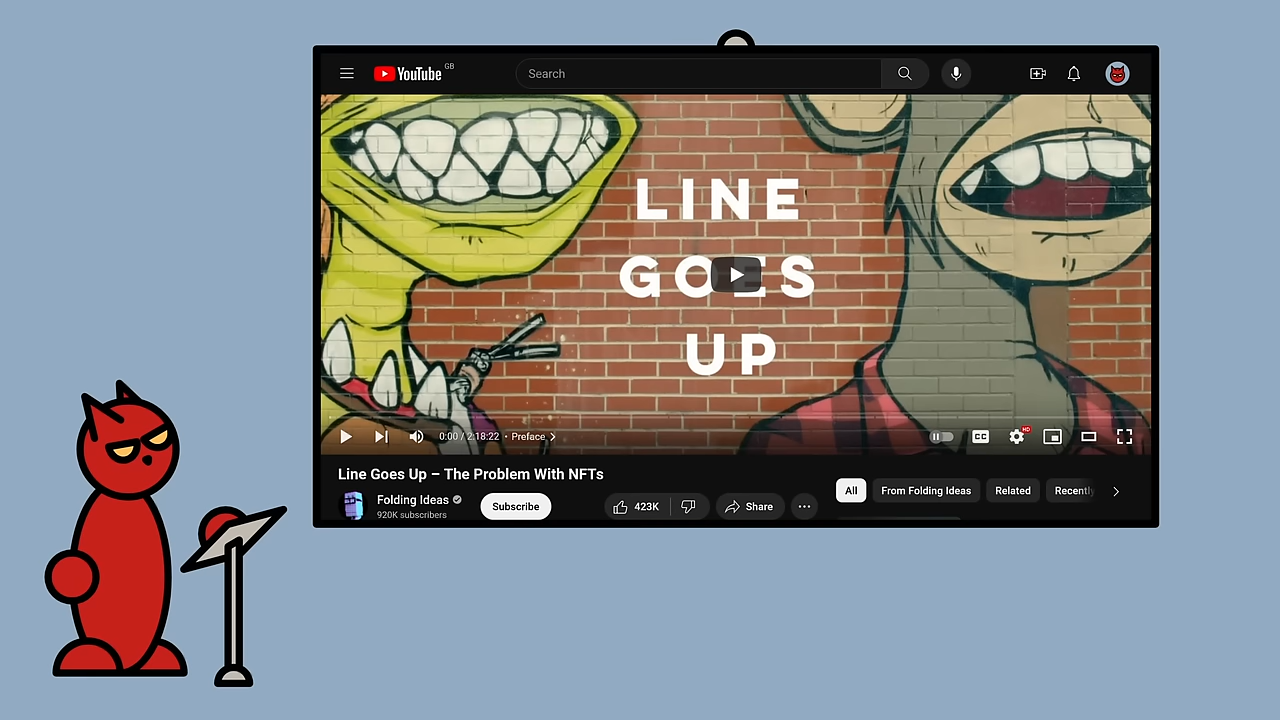 YouTube GB
Search
LINE
GOES
UP
0:00 / 2:18:22 • Preface
CC
HD
Line Goes Up – The Problem With NFTs
All
From Folding Ideas
Related
Recently
Folding Ideas
920K subscribers
Subscribe
423K
Share